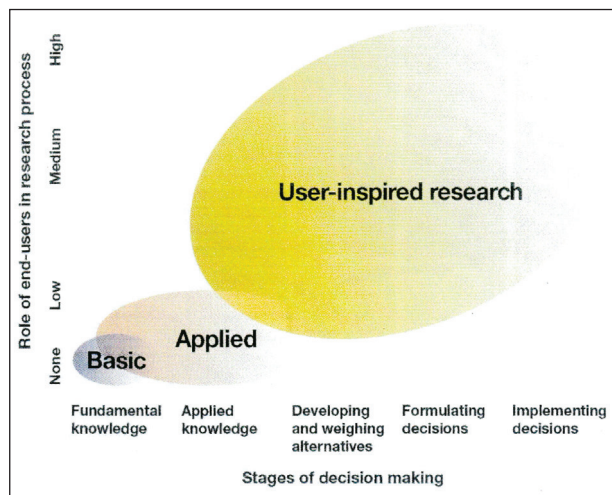 Role of end-users in research process
High
Medium
Low
None
User-inspired research
Applied
Basic
Fundamental
knowledge
Applied
knowledge
Developing
and weighing
alternatives
Formulating
decisions
Implementing
decisions
Stages of decision making